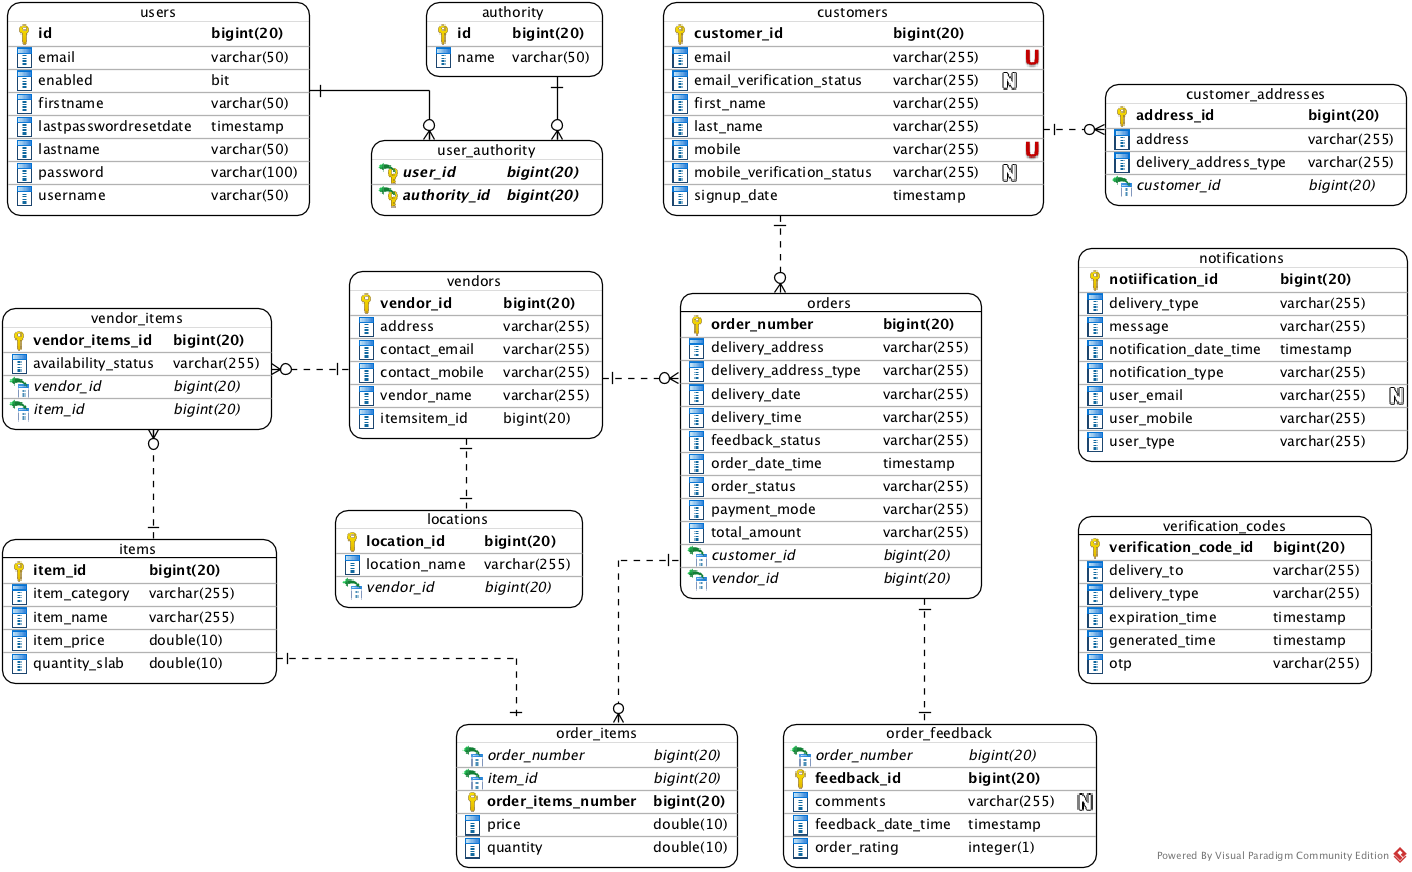 users
id bigint(20)
email varchar(50)
enabled bit
firstname varchar(50)
lastpasswordresetdate timestamp
lastname varchar(50)
password varchar(100)
username varchar(50)
authority
id bigint(20)
name varchar(50)
user_authority
user_id bigint(20)
authority_id bigint(20)
customers
customer_id bigint(20)
email varchar(255) U
email_verification_status varchar(255) N
first_name varchar(255)
last_name varchar(255)
mobile varchar(255) U
mobile_verification_status varchar(255) N
signup_date timestamp
customer_addresses
address_id bigint(20)
address varchar(255)
delivery_address_type varchar(255)
customer_id bigint(20)
vendor_items
vendor_items_id bigint(20)
availability_status varchar(255)
vendor_id bigint(20)
item_id bigint(20)
vendors
vendor_id bigint(20)
address varchar(255)
contact_email varchar(255)
contact_mobile varchar(255)
vendor_name varchar(255)
itemsitem_id bigint(20)
orders
order_number bigint(20)
delivery_address varchar(255)
delivery_address_type varchar(255)
delivery_date varchar(255)
delivery_time varchar(255)
feedback_status varchar(255)
order_date_time timestamp
order_status varchar(255)
payment_mode varchar(255)
total_amount varchar(255)
customer_id bigint(20)
vendor_id bigint(20)
notifications
notiification_id bigint(20)
delivery_type varchar(255)
message varchar(255)
notification_date_time timestamp
notification_type varchar(255)
user_email varchar(255) N
user_mobile varchar(255)
user_type varchar(255)
items
item_id bigint(20)
item_category varchar(255)
item_name varchar(255)
item_price double(10)
quantity_slab double(10)
locations
location_id bigint(20)
location_name varchar(255)
vendor_id bigint(20)
verification_codes
verification_code_id bigint(20)
delivery_to varchar(255)
delivery_type varchar(255)
expiration_time timestamp
generated_time timestamp
otp varchar(255)
order_items
order_number bigint(20)
item_id bigint(20)
order_items_number bigint(20)
price double(10)
quantity double(10)
order_feedback
order_number bigint(20)
feedback_id bigint(20)
comments varchar(255) N
feedback_date_time timestamp
order_rating integer(1)
Powered By Visual Paradigm Community Edition